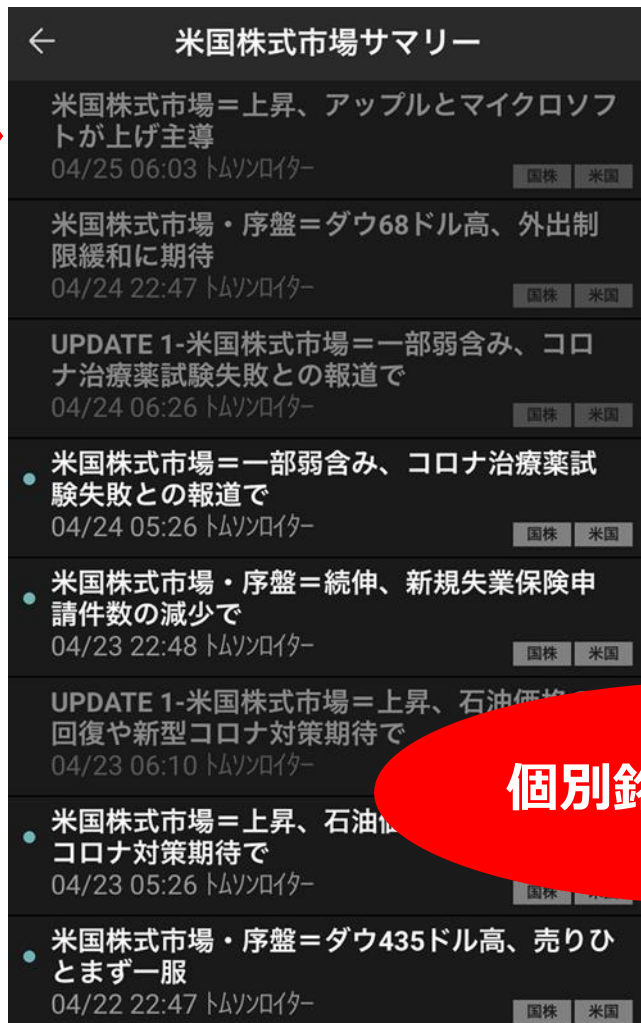 米国株式市場サマリー
米国株式市場＝上昇、アップルとマイクロソフ
トが上げ主導
04/25 06:03 ﾄﾑｿﾝﾛｲﾀｰ
国株 米国
米国株式市場・序盤＝ダウ68ドル高、外出制
限緩和に期待
04/24 22:47 ﾄﾑｿﾝﾛｲﾀｰ
国株 米国
UPDATE 1-米国株式市場＝一部弱含み、コロ
ナ治療薬試験失敗との報道で
04/24 06:26 ﾄﾑｿﾝﾛｲﾀｰ
国株 米国
米国株式市場＝一部弱含み、コロナ治療薬試
験失敗との報道で
04/24 05:26 ﾄﾑｿﾝﾛｲﾀｰ
国株 米国
米国株式市場・序盤＝続伸、新規失業保険申
請件数の減少で
04/23 22:48 ﾄﾑｿﾝﾛｲﾀｰ
国株 米国
UPDATE 1-米国株式市場＝上昇、石油価格
回復や新型コロナ対策期待で
04/23 06:10 ﾄﾑｿﾝﾛｲﾀｰ
個別
米国株式市場＝上昇、石油
コロナ対策期待で
04/23 05:26 ﾄﾑｿﾝﾛｲﾀｰ
国株
米国株式市場・序盤＝ダウ435ドル高、売りひ
とまず一服
04/22 22:47 ﾄﾑｿﾝﾛｲﾀｰ
国株 米国